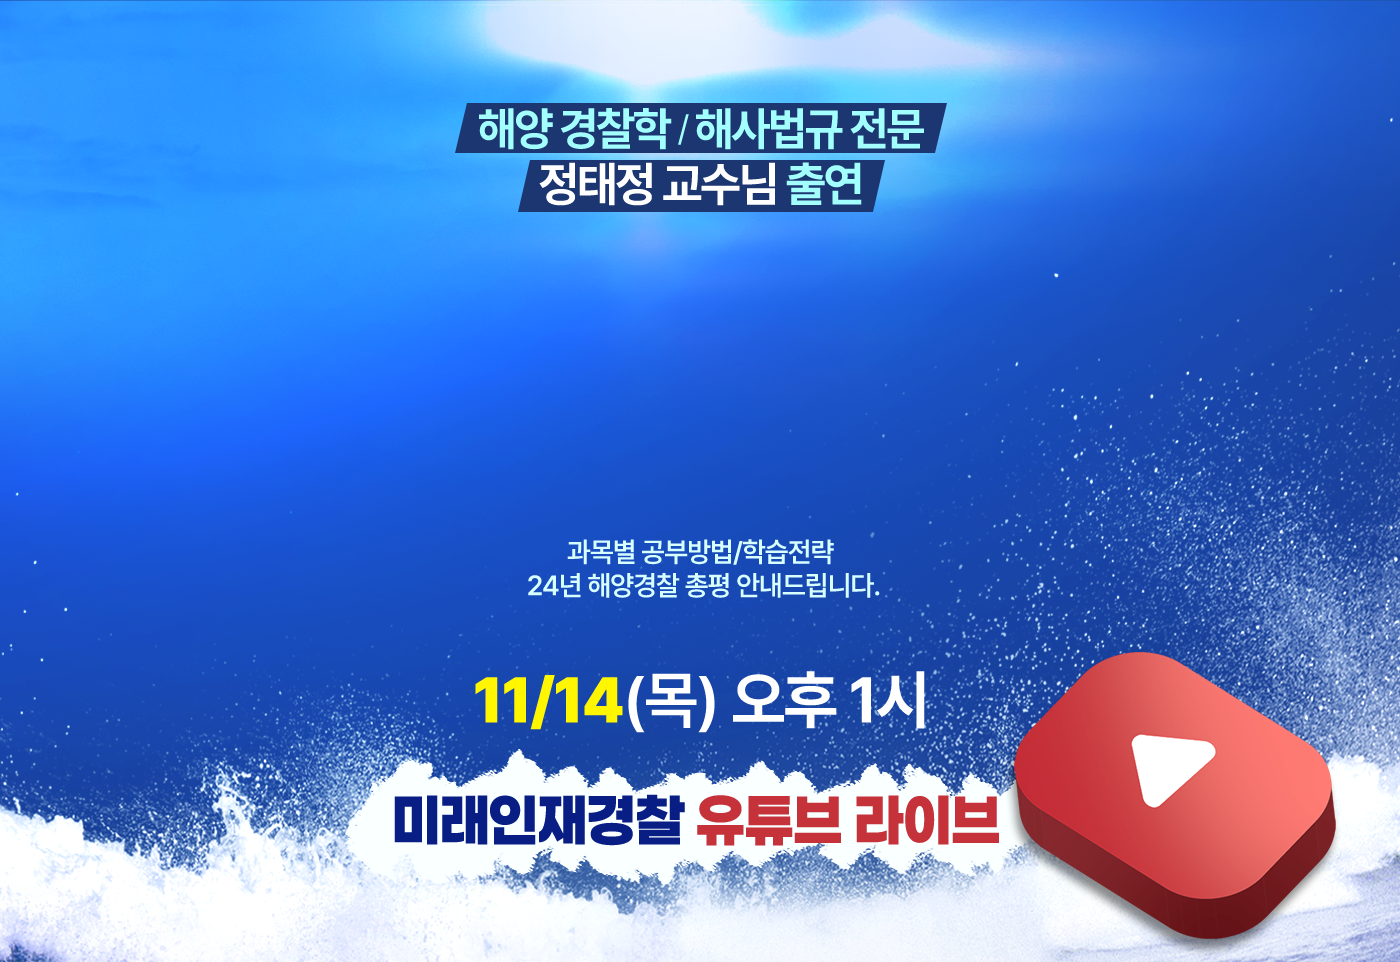 해양 경찰학 / 해사법규 전문
정태정 교수님 출연
과목별 공부방법/학습전략
24년 해양경찰 총평 안내드립니다.
11/14(목) 오후 1시
미래인재경찰 유튜브 라이브